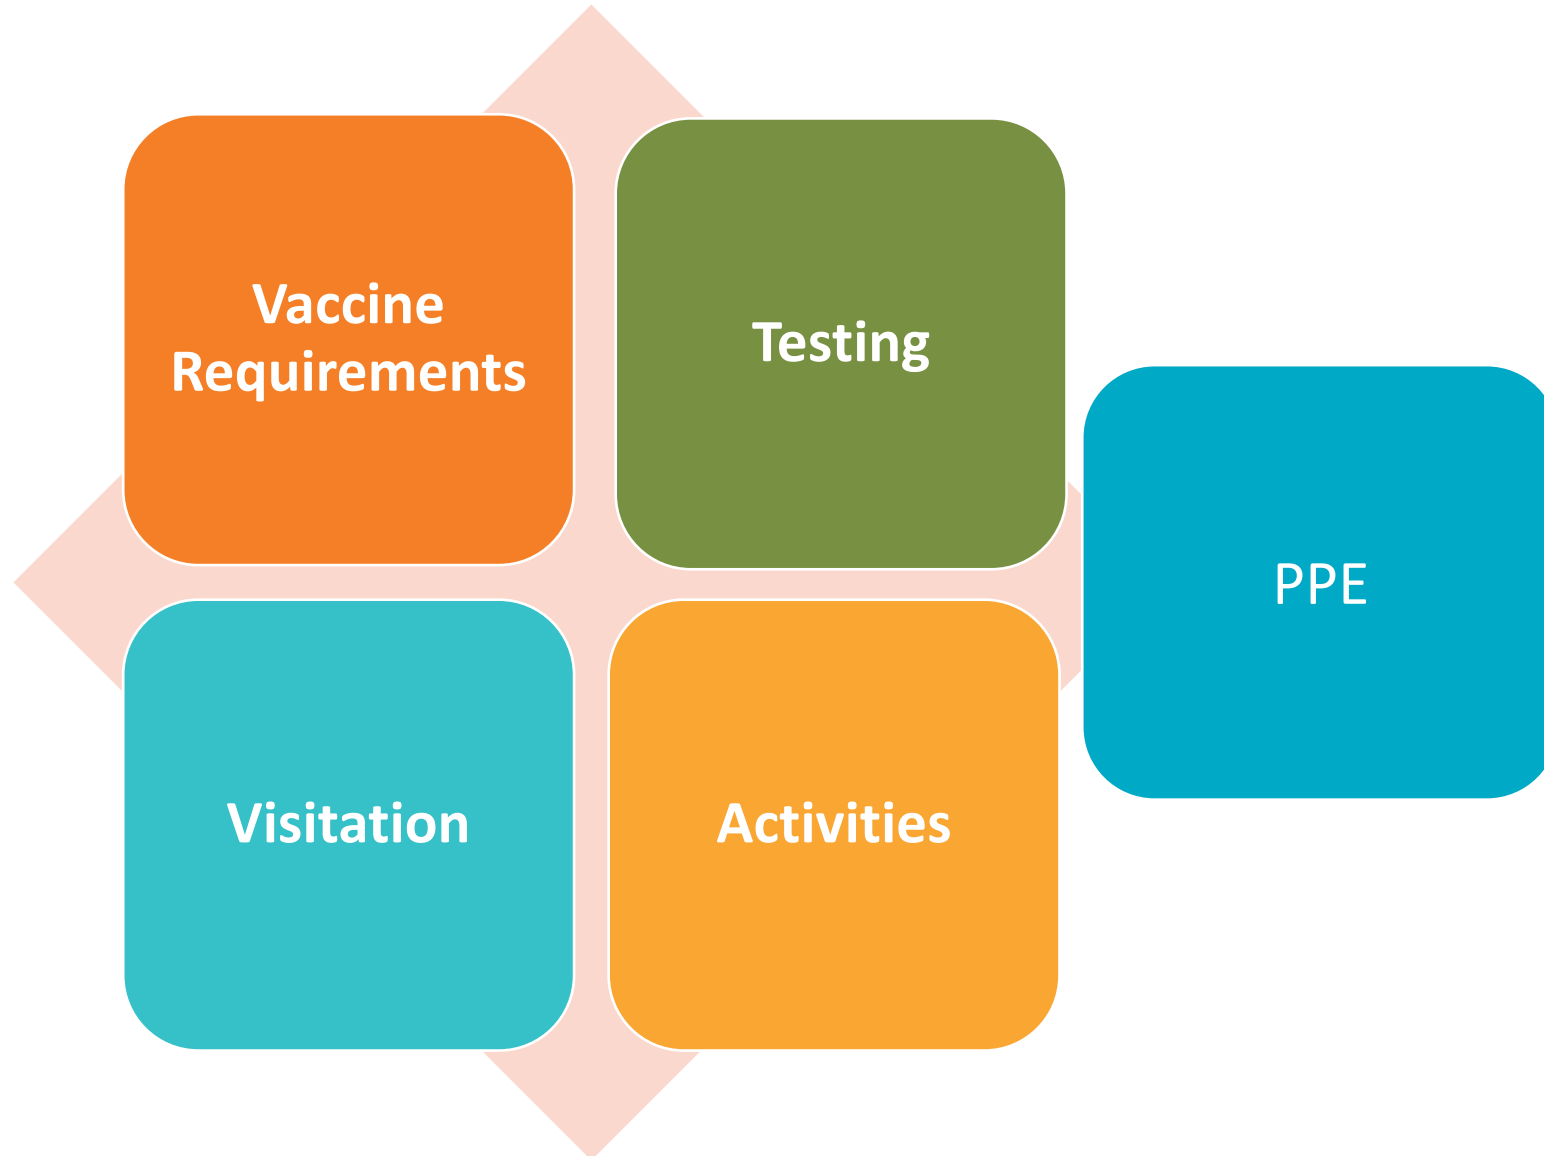 Vaccine
Requirements
Testing
PPE
Visitation
Activities